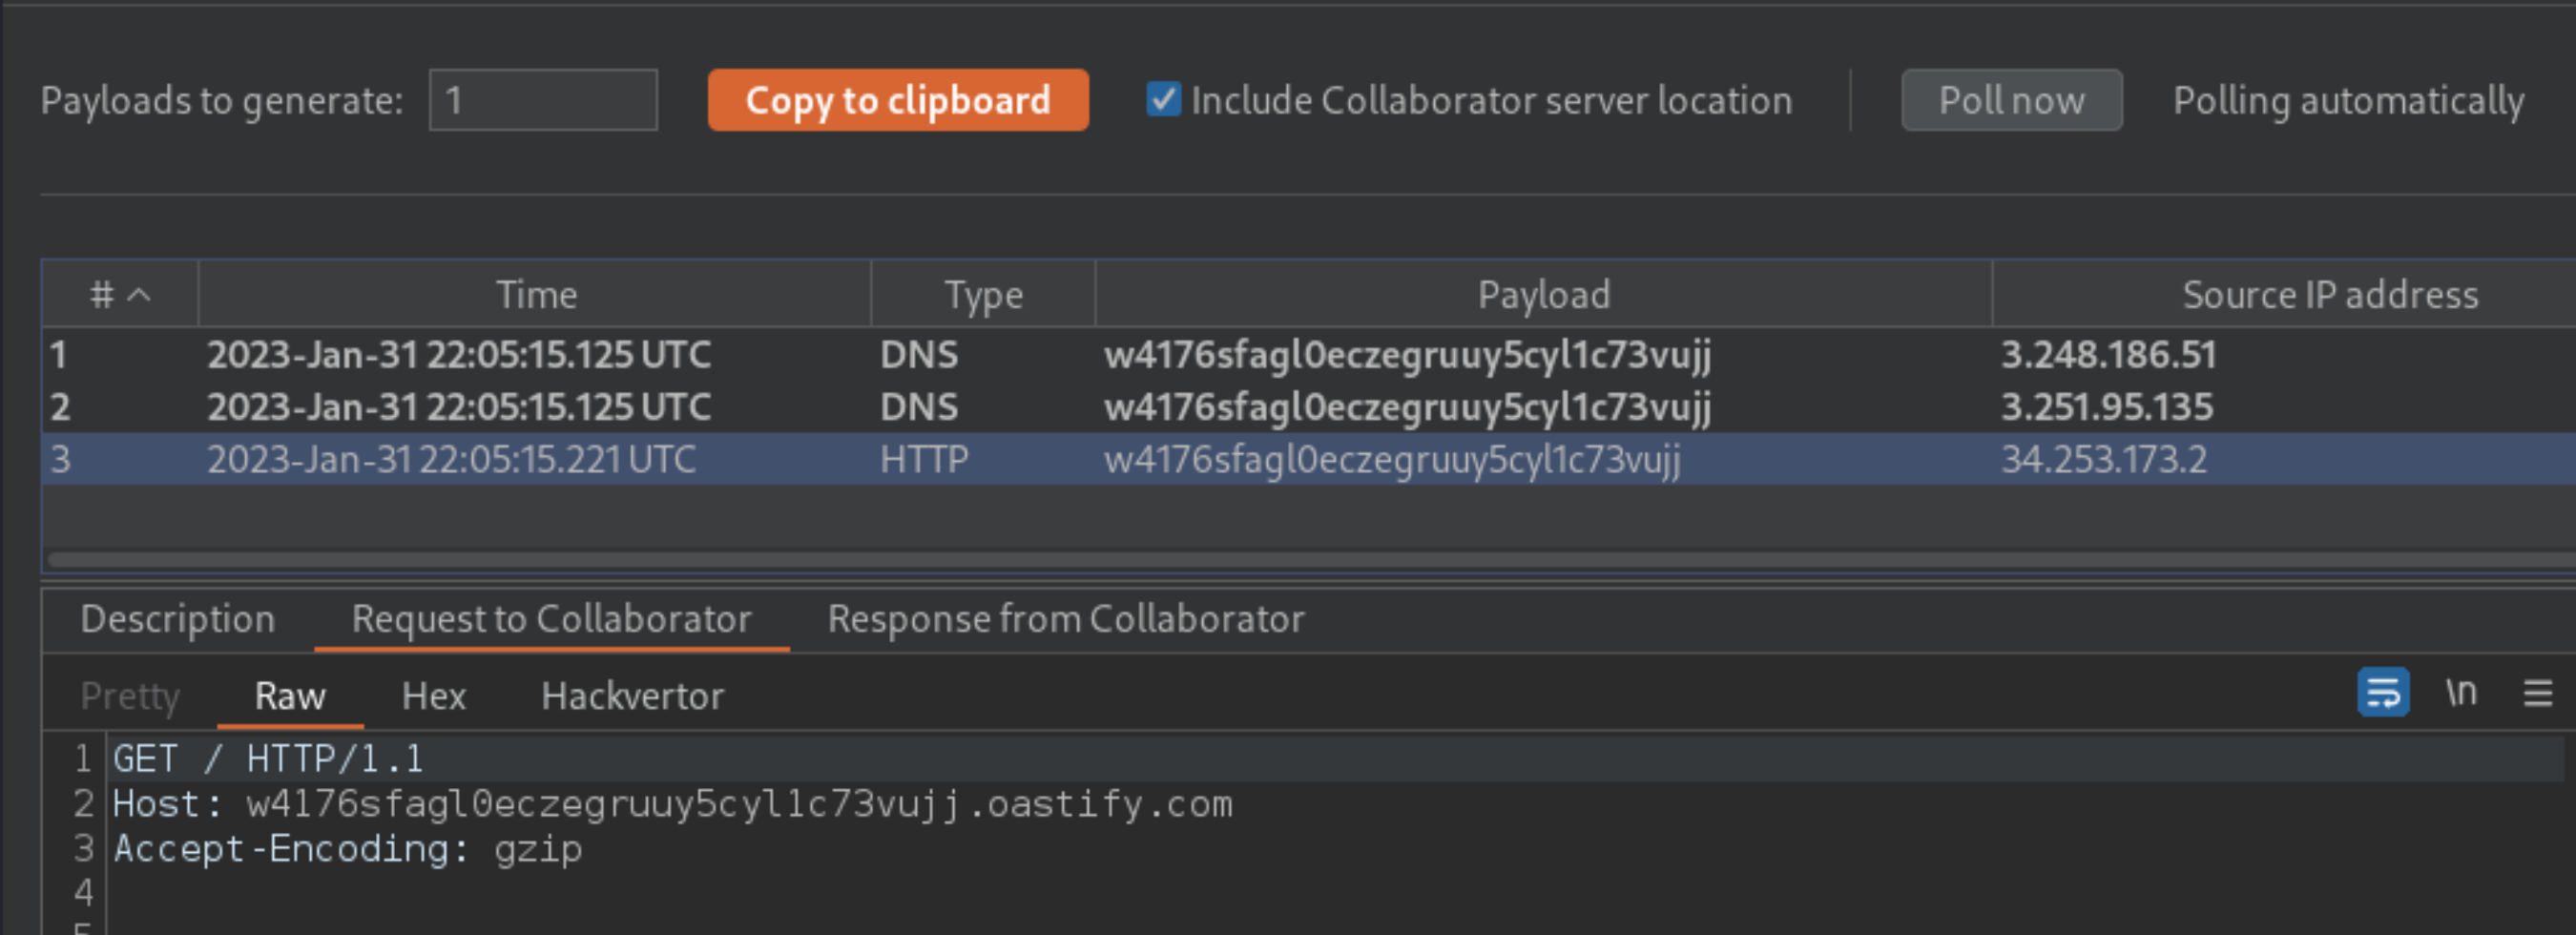 Payloads to generate: 1 Copy to clipboard Include Collaborator server location Poll now Polling automatically
# Time Type Payload Source IP address
1 2023-Jan-31 22:05:15.125 UTC DNS w4176sfagl0eczegruuy5cyl1c73vujj 3.248.186.51
2 2023-Jan-31 22:05:15.125 UTC DNS w4176sfagl0eczegruuy5cyl1c73vujj 3.251.95.135
3 2023-Jan-31 22:05:15.221 UTC HTTP w4176sfagl0eczegruuy5cyl1c73vujj 34.253.173.2
Description Request to Collaborator Response from Collaborator
Pretty Raw Hex Hackvertor \n
1 GET / HTTP/1.1
2 Host: w4176sfagl0eczegruuy5cyl1c73vujj.oastify.com
3 Accept-Encoding: gzip
4